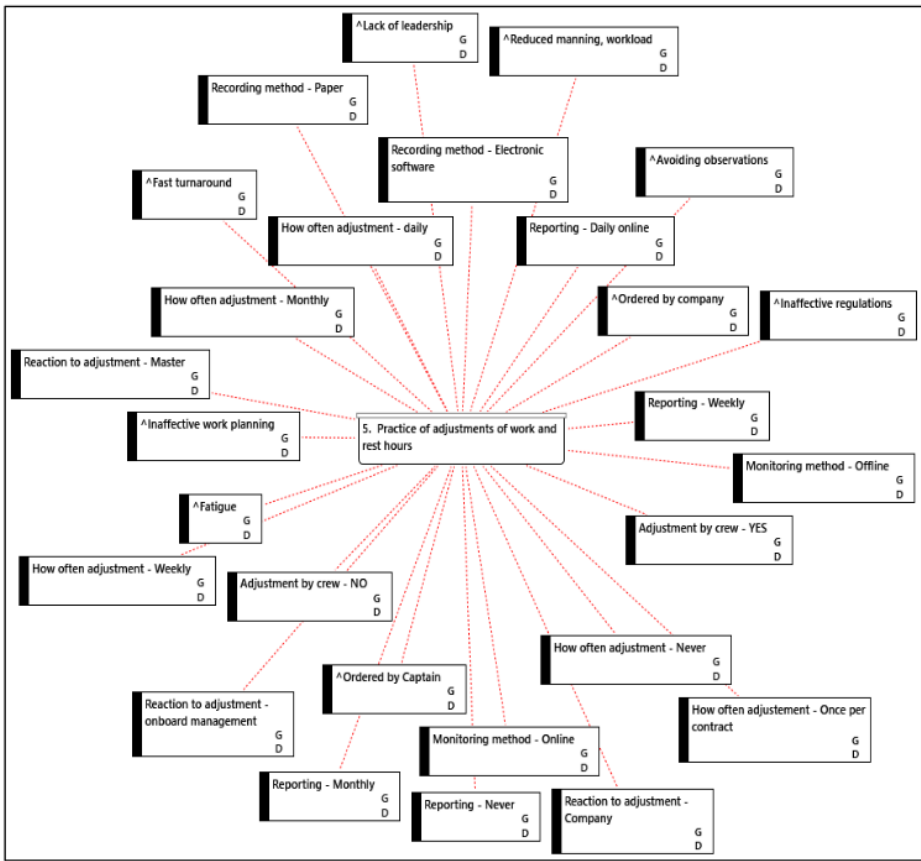 ^Lack of leadership
G
D
^Reduced manning, workload
G
D
Recording method - Paper
G
D
Recording method - Electronic
software
G
D
^Avoiding observations
G
D
^Fast turnaround
G
D
How often adjustment - daily
G
D
Reporting - Daily online
G
D
How often adjustment - Monthly
G
D
^Ordered by company
G
D
^Inaffective regulations
G
D
Reaction to adjustment - Master
G
D
Reporting - Weekly
G
D
^Inaffective work planning
G
D
5. Practice of adjustments of work and
rest hours
Monitoring method - Offline
G
D
^Fatigue
G
D
Adjustment by crew - YES
G
D
How often adjustment - Weekly
G
D
Adjustment by crew - NO
G
D
How often adjustment - Never
G
D
^Ordered by Captain
G
D
Reaction to adjustment -
onboard management
G
D
How often adjustement - Once per
contract
G
D
Monitoring method - Online
G
D
Reporting - Monthly
G
D
Reporting - Never
G
D
Reaction to adjustment -
Company
G
D